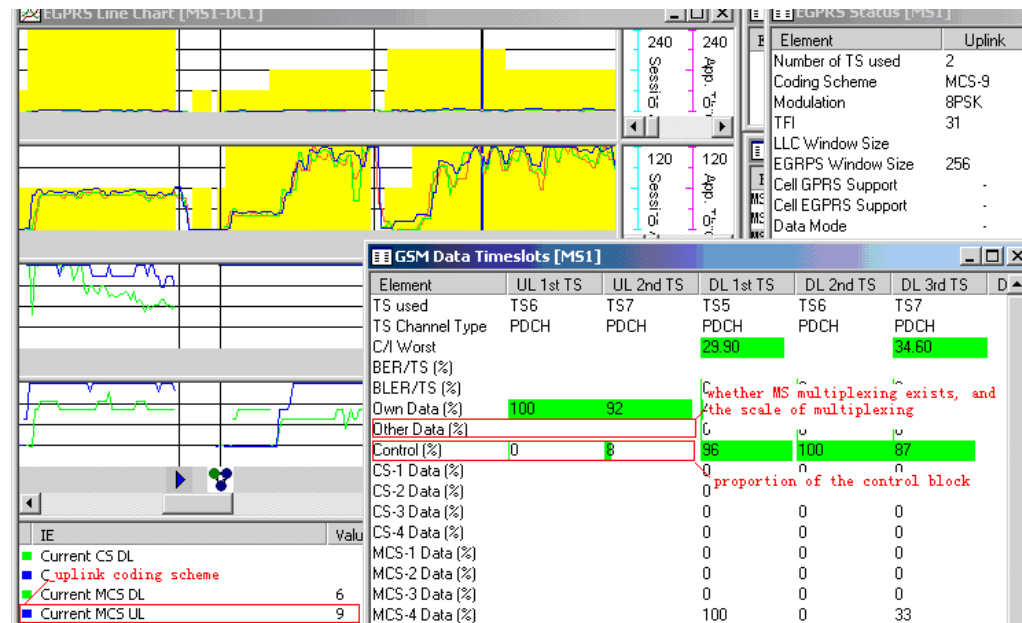 EGPRS Line Chart [MS1-DL1]
240
240
Sessi
App.
0
0
120
120
Sessi
App.
0
0
EGPRS Status [MS1]
Element Uplink
Number of TS used 2
Coding Scheme MCS-9
Modulation 8PSK
TFI 31
LLC Window Size
EGRPS Window Size 256
Cell GPRS Support -
Cell EGPRS Support -
Data Mode -
GSM Data Timeslots [MS1]
Element UL 1st TS UL 2nd TS DL 1st TS DL 2nd TS DL 3rd TS D
TS used TS6 TS7 TS5 TS6 TS7
TS Channel Type PDCH PDCH PDCH PDCH PDCH
C/I Worst 29.90 34.60
BER/TS (%)
BLER/TS (%)
whether MS multiplexing exists, and
the scale of multiplexing
Own Data (%) 100 92
Other Data (%)
Control (%) 0 8 96 100 87
proportion of the control block
CS-1 Data (%)
CS-2 Data (%) 0
CS-3 Data (%) 0 0 0
CS-4 Data (%) 0 0 0
MCS-1 Data (%) 0 0 0
MCS-2 Data (%) 0 0 0
MCS-3 Data (%) 0 0 0
MCS-4 Data (%) 100 0 33
IE Valu
Current CS DL
C
uplink coding scheme
Current MCS DL 6
Current MCS UL 9